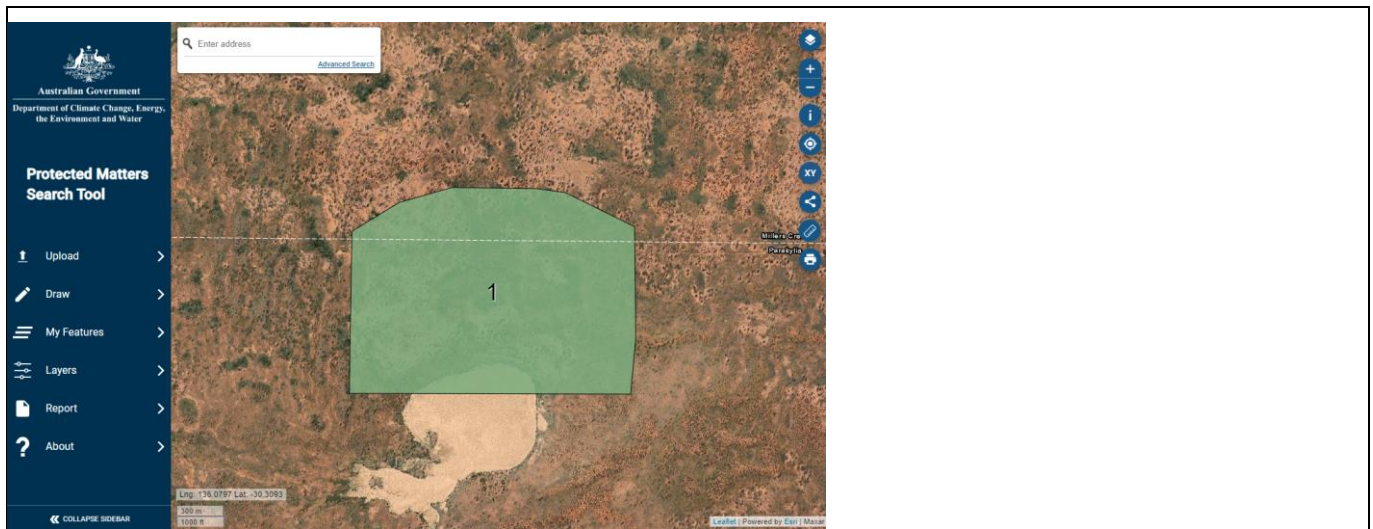 Australian Government
Department of Climate Change, Energy,
the Environment and Water
Protected Matters
Search Tool
Upload
Draw
My Features
Layers
Report
About
COLLAPSE SIDEBAR
Enter address
Advanced Search
XY
1
Parakylia
Lng: 136.0797 Lat: -30.3093
300 m
1000 ft
Leaflet | Powered by Esri | Maxar